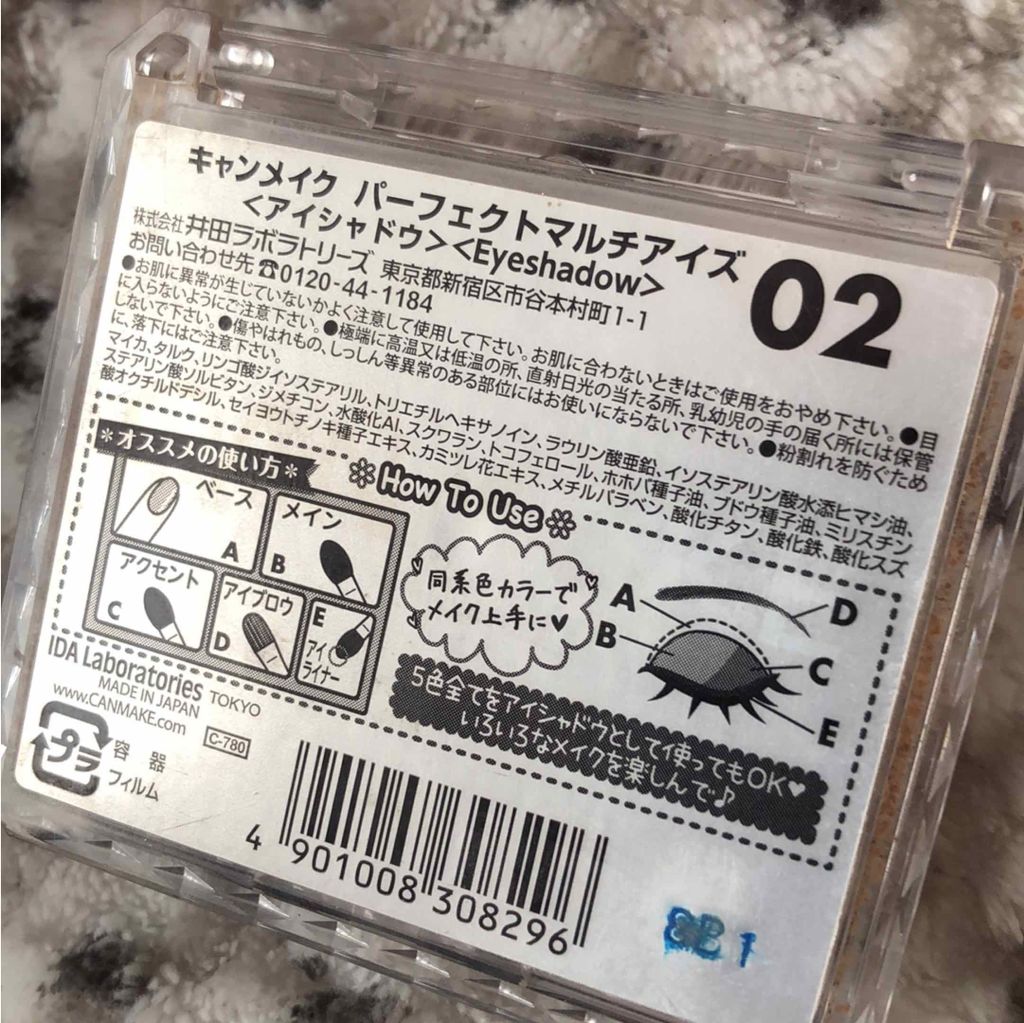 キャンメイク パーフェクトマルチアイズ
<アイシャドウ><Eyeshadow>
02
株式会社 井田ラボラトリーズ 東京都新宿区市谷本村町1-1
お問い合わせ先 ☎0120-44-1184
●お肌に異常が生じていないかよく注意して使用して下さい。お肌に合わないときはご使用をおやめ下さい。●目
に入らないようにご注意下さい。●極端に高温又は低温の所、直射日光の当たる所、乳幼児の手の届く所には保管
しないで下さい。●傷やはれもの、しっしん等異常のある部位にはお使いにならないで下さい。●粉割れを防ぐため
に、落下にはご注意下さい。
マイカ、タルク、リンゴ酸ジイソステアリル、トリエチルヘキサノイン、ラウリン酸亜鉛、イソステアリン酸水添ヒマシ油、
ステアリン酸ソルビタン、ジメチコン、水酸化Al、スクワラン、トコフェロール、ホホバ種子油、ブドウ種子油、ミリスチン
酸オクチルドデシル、セイヨウトチノキ種子エキス、カミツレ花エキス、メチルパラベン、酸化チタン、酸化鉄、酸化スズ
*オススメの使い方*
How To Use
ベース
A
メイン
B
アクセント
C
アイブロウ
D
E
アイ
ライナー
同系色カラーで
メイク上手に♥
A
B
D
C
E
5色全てをアイシャドウとして使ってもOK♥
いろいろなメイクを楽しんで♪
IDA Laboratories TOKYO
MADE IN JAPAN
www.CANMAKE.com
C-780
プラ
容器
フィルム
4 901008 308296